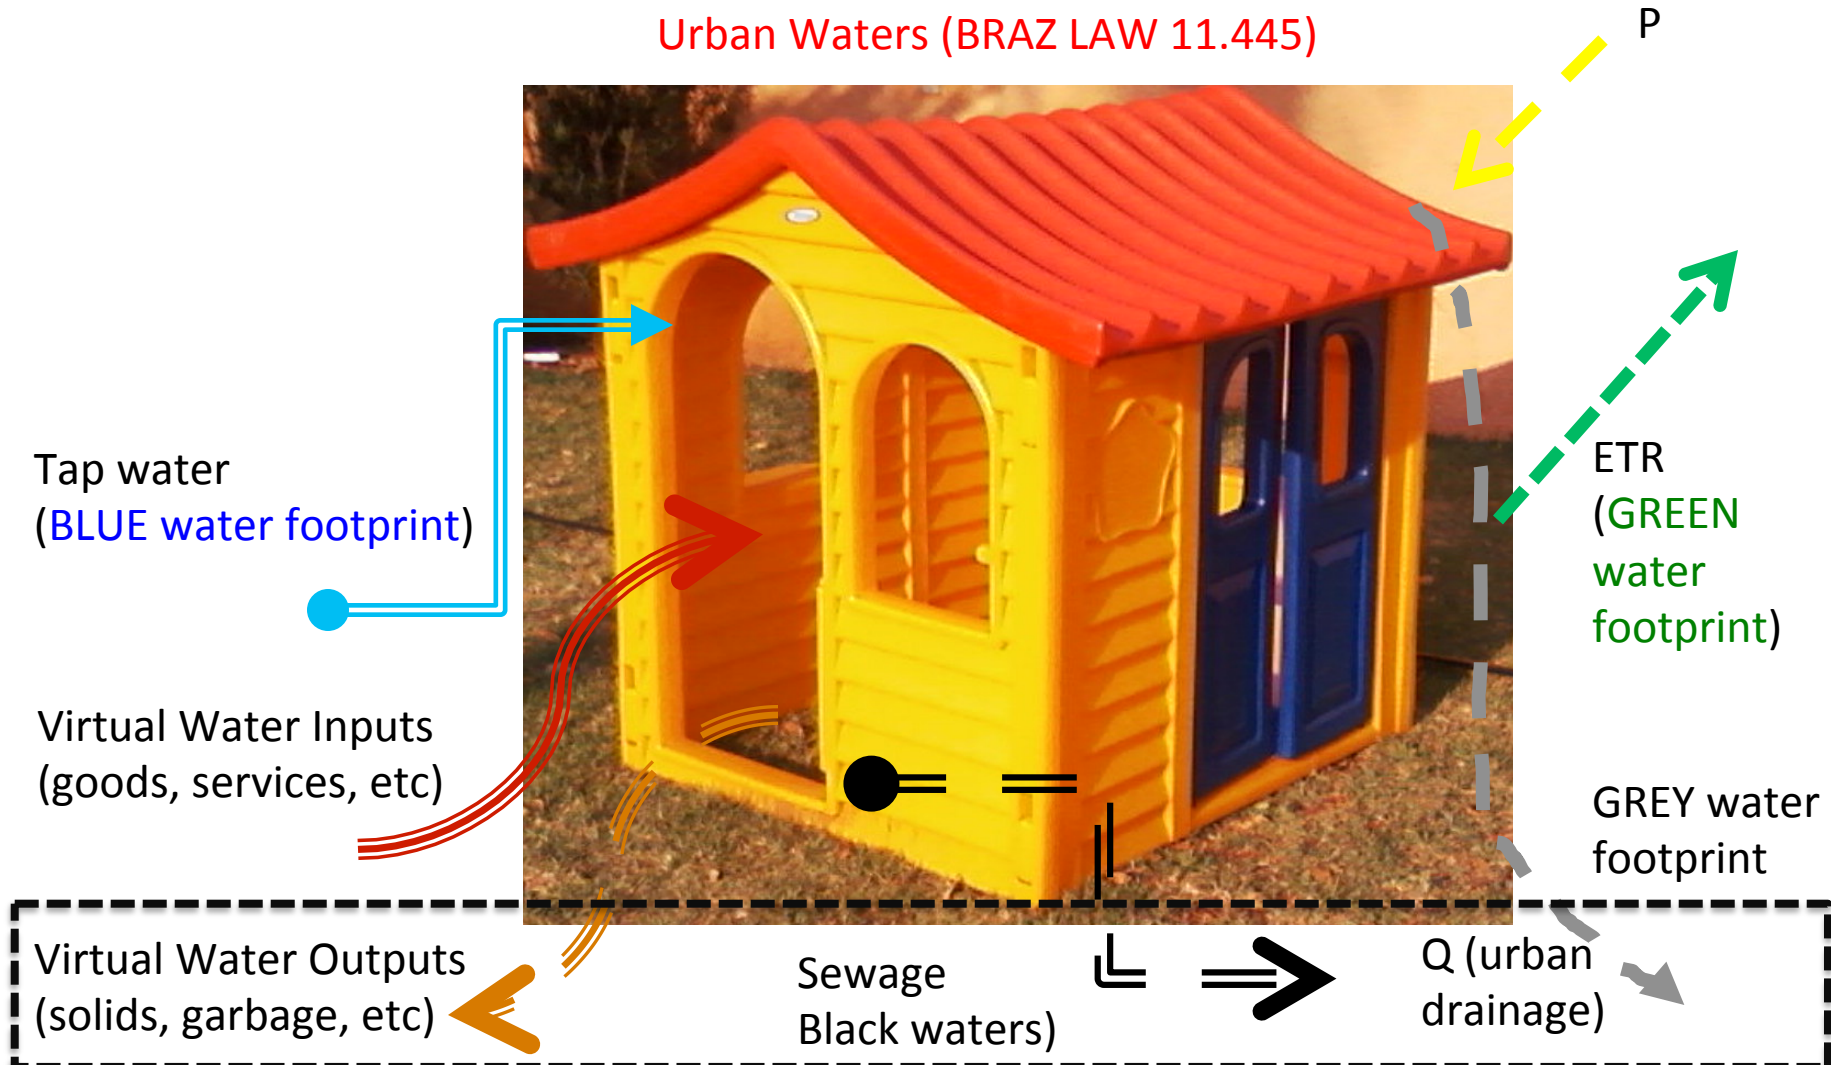 Urban Waters (BRAZ LAW 11.445)
P
Tap water
(BLUE water footprint)
ETR
(GREEN
water
footprint)
Virtual Water Inputs
(goods, services, etc)
GREY water
footprint
Virtual Water Outputs
(solids, garbage, etc)
Sewage
Black waters)
Q (urban
drainage)